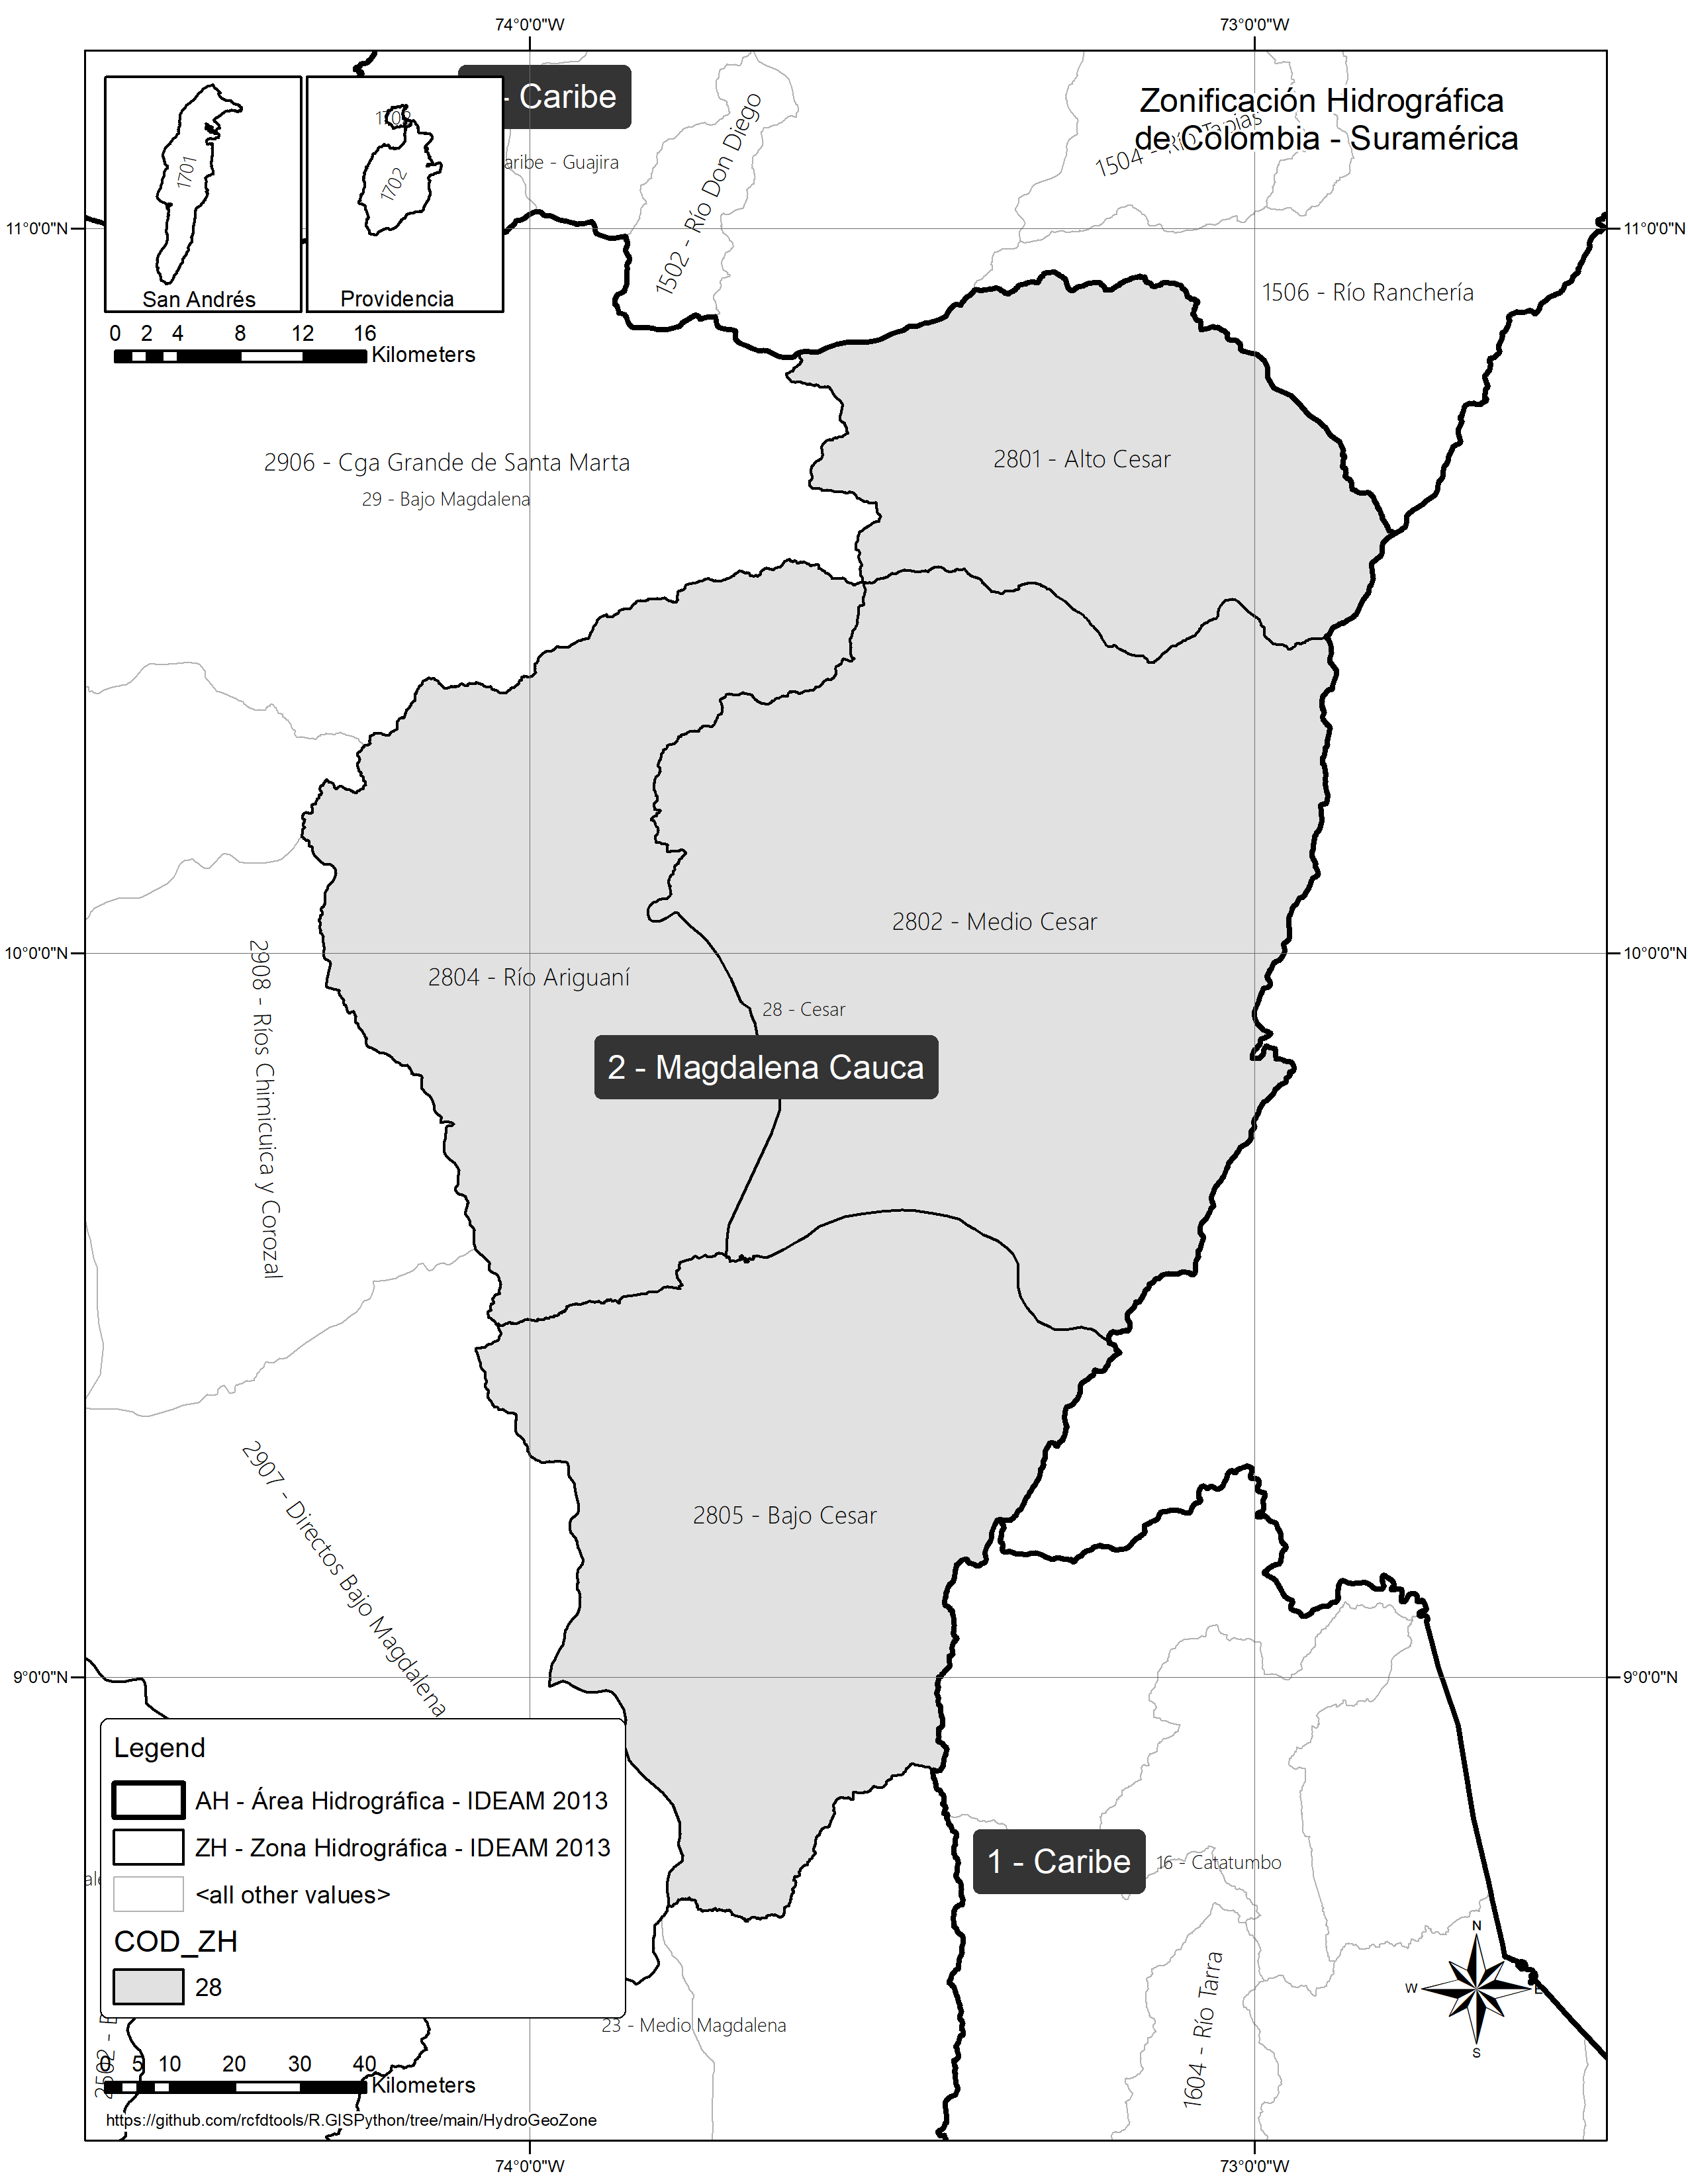 74°0'0"W
73°0'0"W
- Caribe
Zonificación Hidrográfica
de Colombia - Suramérica
1504 - Río Tapias
1502 - Río Don Diego
aribe - Guajira
1701
1702
San Andrés
Providencia
11°0'0"N
11°0'0"N
1506 - Río Ranchería
0 2 4 8 12 16
Kilometers
2906 - Cga Grande de Santa Marta
29 - Bajo Magdalena
2801 - Alto Cesar
2802 - Medio Cesar
10°0'0"N
10°0'0"N
2804 - Río Ariguaní
28 - Cesar
2 - Magdalena Cauca
2908 - Ríos Chimicuica y Corozal
2907 - Directos Bajo Magdalena
2805 - Bajo Cesar
9°0'0"N
9°0'0"N
Legend
AH - Área Hidrográfica - IDEAM 2013
ZH - Zona Hidrográfica - IDEAM 2013
<all other values>
COD_ZH
28
1 - Caribe
16 - Catatumbo
1604 - Río Tarra
N
W
E
S
23 - Medio Magdalena
0 5 10 20 30 40
Kilometers
https://github.com/rcfdtools/R.GISPython/tree/main/HydroGeoZone
74°0'0"W
73°0'0"W